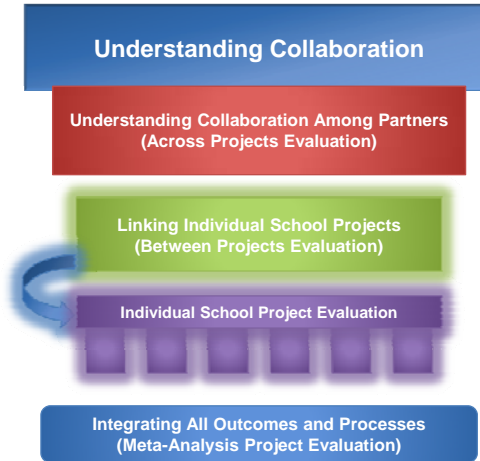 Understanding Collaboration
Understanding Collaboration Among Partners
(Across Projects Evaluation)
Linking Individual School Projects
(Between Projects Evaluation)
Individual School Project Evaluation
Integrating All Outcomes and Processes
(Meta-Analysis Project Evaluation)